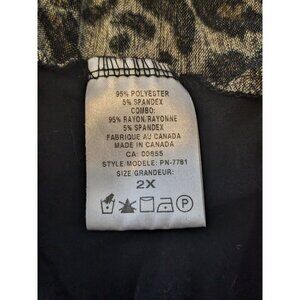 95% POLYESTER
5% SPANDEX
COMBO:
95% RAYON/RAYONNE
5% SPANDEX
FABRIQUE AU CANADA
MADE IN CANADA
CA: 00655
STYLE/MODELE: PN-7781
SIZE/GRANDEUR:
2X
P